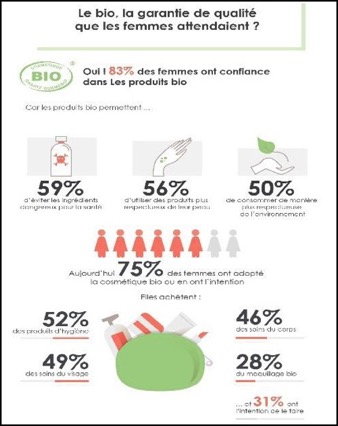 Le bio, la garantie de qualité
que les femmes attendaient ?
BIO
Oui ! 83% des femmes ont confiance
dans Les produits bio
Car les produits bio permettent ...
59%
d'éviter les ingrédients
dangereux pour la santé
56%
d'utiliser des produits plus
respectueux de leur peau
50%
de consommer de manière
plus respectueuse
de l'environnement
Aujourd'hui 75% des femmes ont adopté
la cosmétique bio ou en ont l'intention
Elles achètent :
52%
des produits d'hygiène
46%
des soins du corps
49%
des soins du visage
28%
du maquillage bio
... et 31% ont
l'intention de le faire